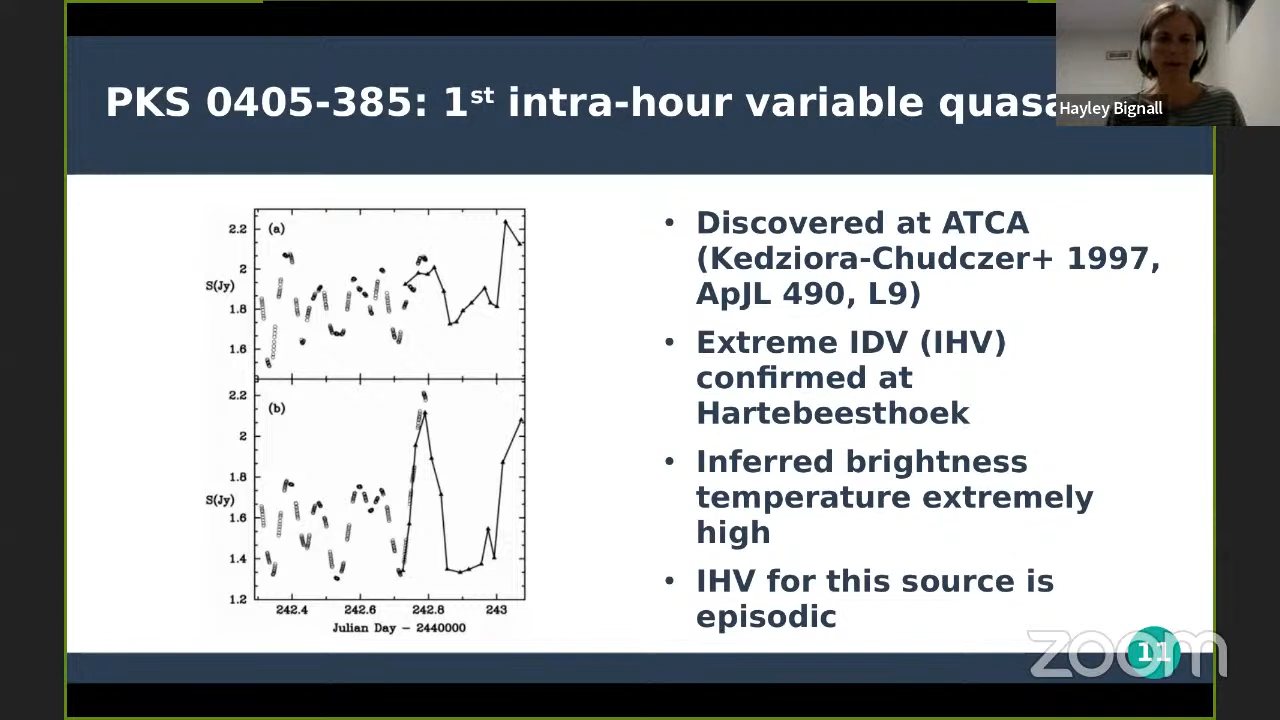 PKS 0405-385: 1st intra-hour variable quasa
Hayley Bignall
(a)
2.2
2
S(Jy)
1.8
1.6
(b)
2.2
2
1.8
S(Jy)
1.6
1.4
1.2
242.4 242.6 242.8 243
Julian Day – 2440000
• Discovered at ATCA
(Kedziora-Chudczer+ 1997,
ApJL 490, L9)
• Extreme IDV (IHV)
confirmed at
Hartebeesthoek
• Inferred brightness
temperature extremely
high
• IHV for this source is
episodic
zoom
11